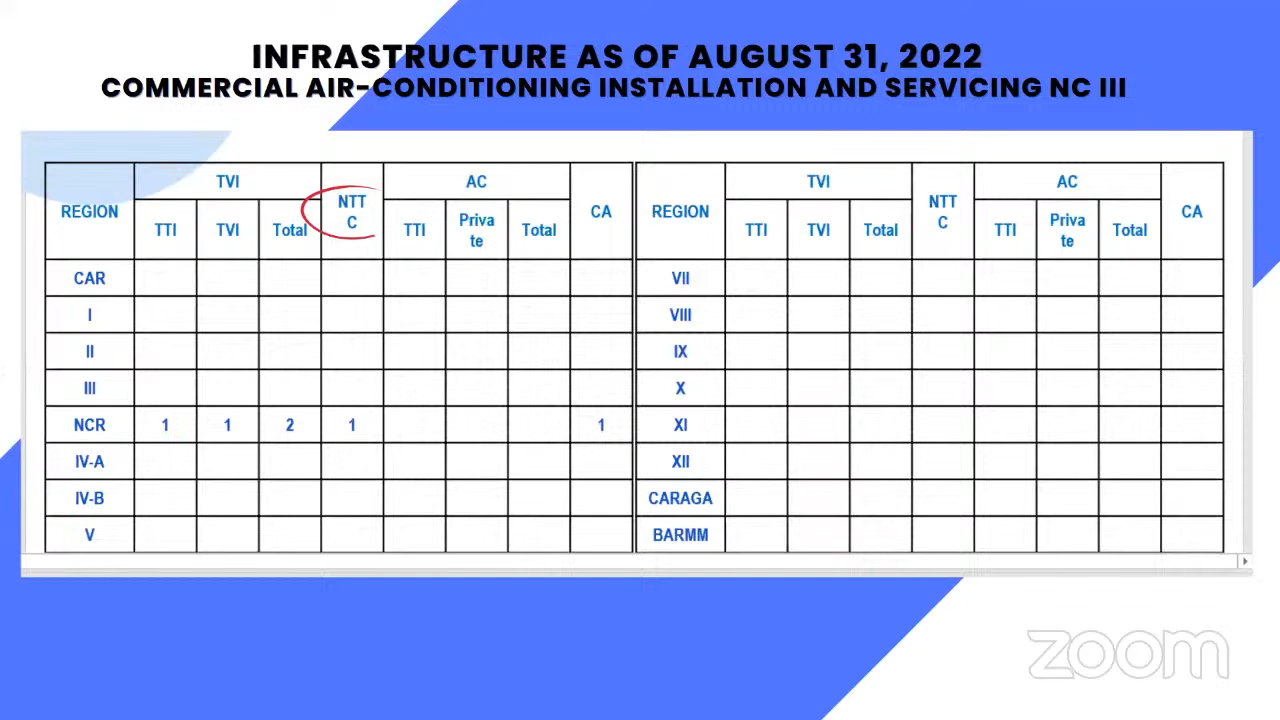 INFRASTRUCTURE AS OF AUGUST 31, 2022
COMMERCIAL AIR-CONDITIONING INSTALLATION AND SERVICING NC III
REGION TVI NTT C AC CA REGION TVI NTT C AC CA
TTI TVI Total TTI Priva te Total TTI TVI Total TTI Priva te Total
CAR VII
I VIII
II IX
III X
NCR 1 1 2 1 1 XI
IV-A XII
IV-B CARAGA
V BARMM
zoom